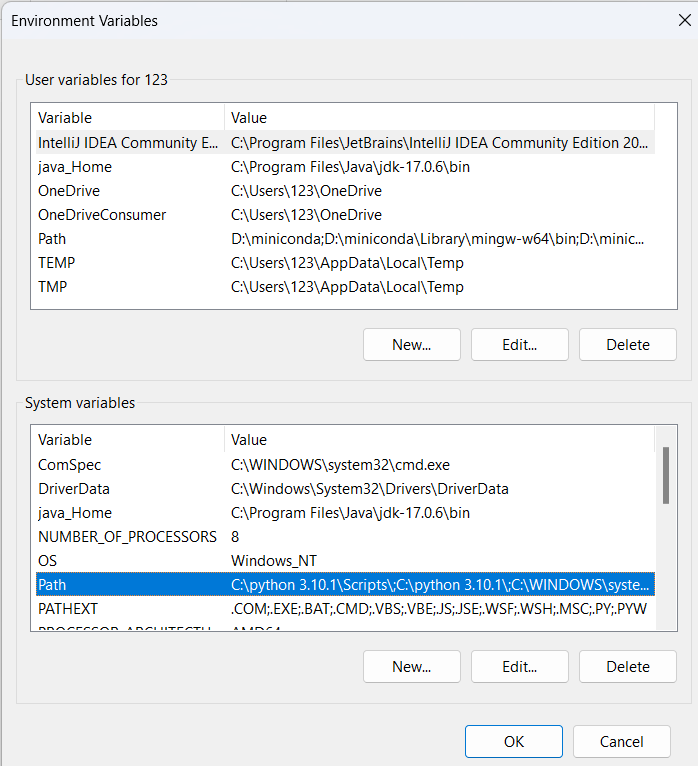 Environment Variables
User variables for 123
Variable Value
IntelliJ IDEA Community E... C:\Program Files\JetBrains\IntelliJ IDEA Community Edition 20...
java_Home C:\Program Files\Java\jdk-17.0.6\bin
OneDrive C:\Users\123\OneDrive
OneDriveConsumer C:\Users\123\OneDrive
Path D:\miniconda;D:\miniconda\Library\mingw-w64\bin;D:\minic...
TEMP C:\Users\123\AppData\Local\Temp
TMP C:\Users\123\AppData\Local\Temp
New... Edit... Delete
System variables
Variable Value
ComSpec C:\WINDOWS\system32\cmd.exe
DriverData C:\Windows\System32\Drivers\DriverData
java_Home C:\Program Files\Java\jdk-17.0.6\bin
NUMBER_OF_PROCESSORS 8
OS Windows_NT
Path C:\python 3.10.1\Scripts\;C:\python 3.10.1\;C:\WINDOWS\syste...
PATHEXT .COM;.EXE;.BAT;.CMD;.VBS;.VBE;.JS;.JSE;.WSF;.WSH;.MSC;.PY;.PYW
New... Edit... Delete
OK Cancel